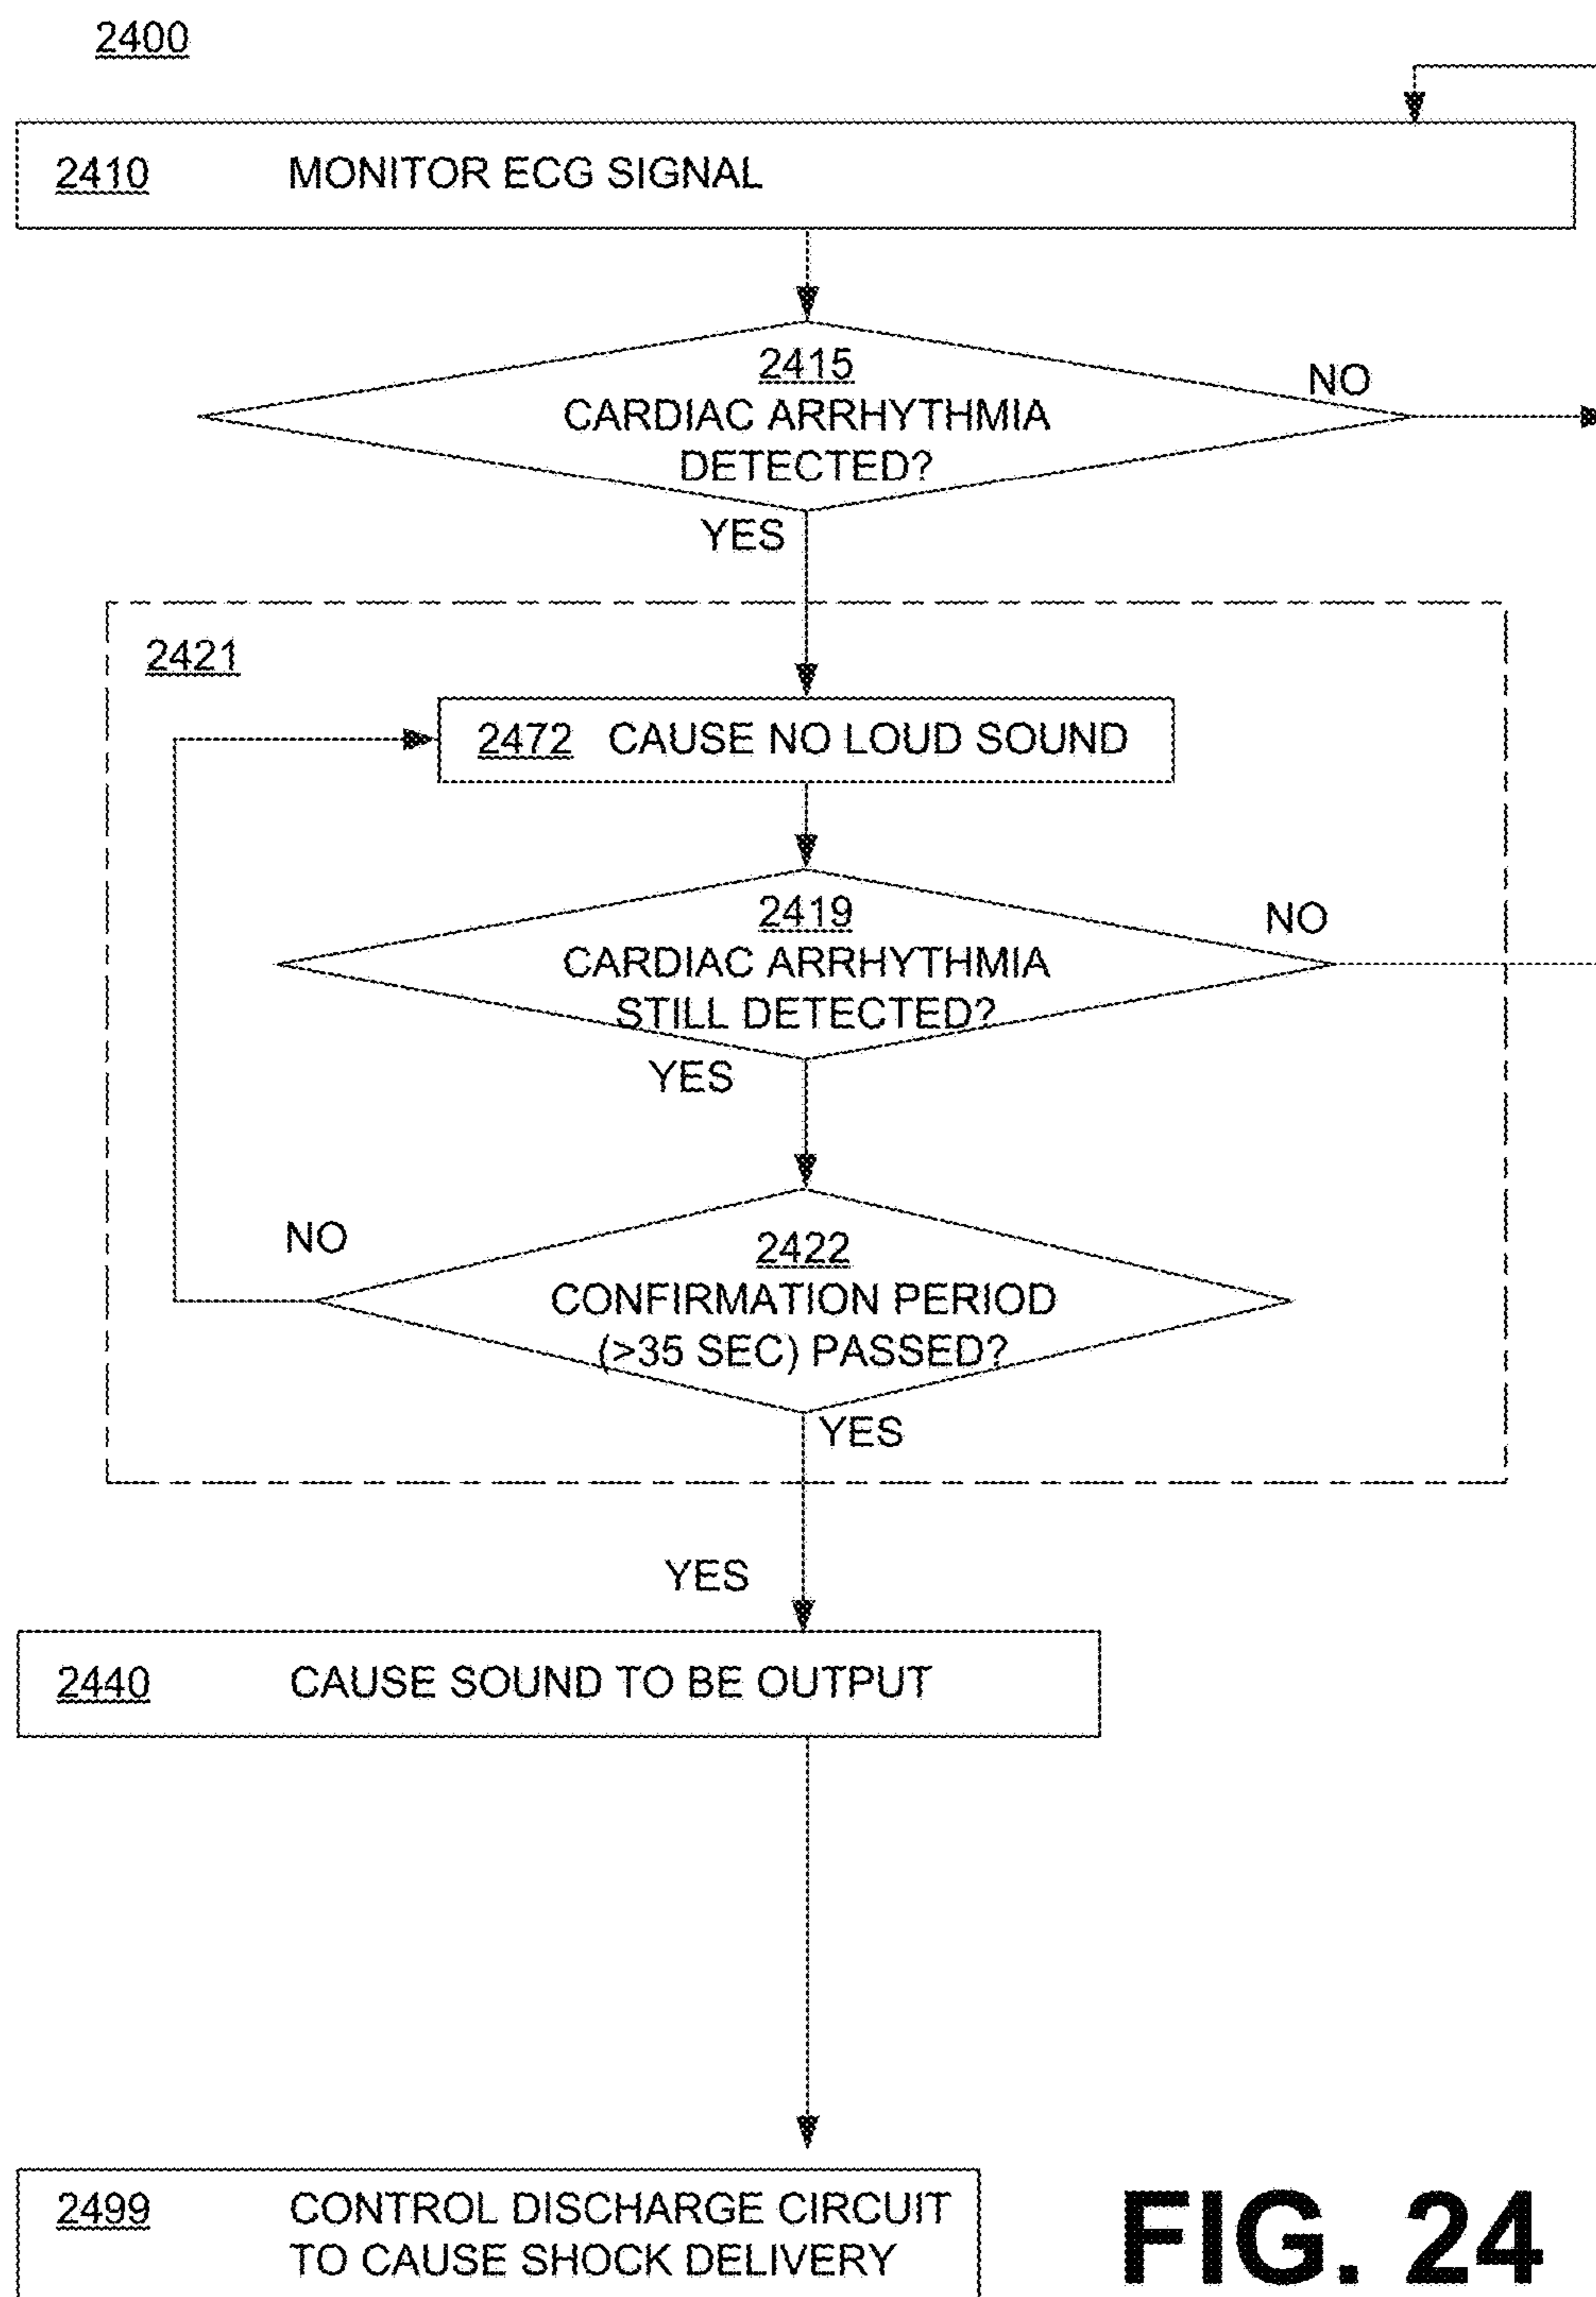 2400
2410 MONITOR ECG SIGNAL
2415
CARDIAC ARRHYTHMIA
DETECTED?
NO
YES
2421
2472 CAUSE NO LOUD SOUND
2419
CARDIAC ARRHYTHMIA
STILL DETECTED?
NO
YES
NO
2422
CONFIRMATION PERIOD
(>35 SEC) PASSED?
YES
YES
2440 CAUSE SOUND TO BE OUTPUT
2499 CONTROL DISCHARGE CIRCUIT
TO CAUSE SHOCK DELIVERY
FIG. 24